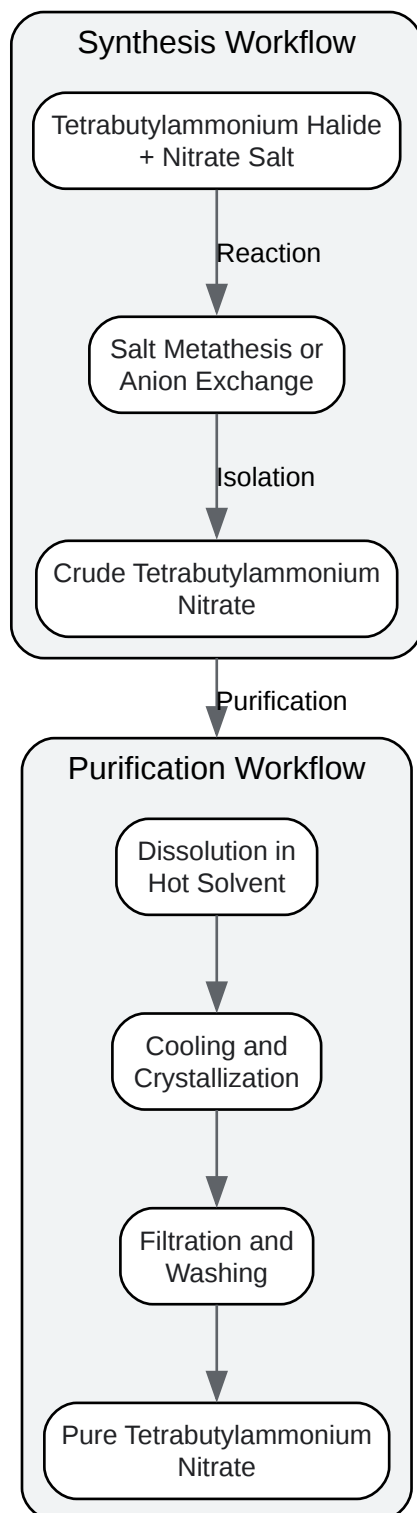 Synthesis Workflow
Tetrabutylammonium Halide
+ Nitrate Salt
Reaction
Salt Metathesis or
Anion Exchange
Isolation
Crude Tetrabutylammonium
Nitrate
Purification
Purification Workflow
Dissolution in
Hot Solvent
Cooling and
Crystallization
Filtration and
Washing
Pure Tetrabutylammonium
Nitrate